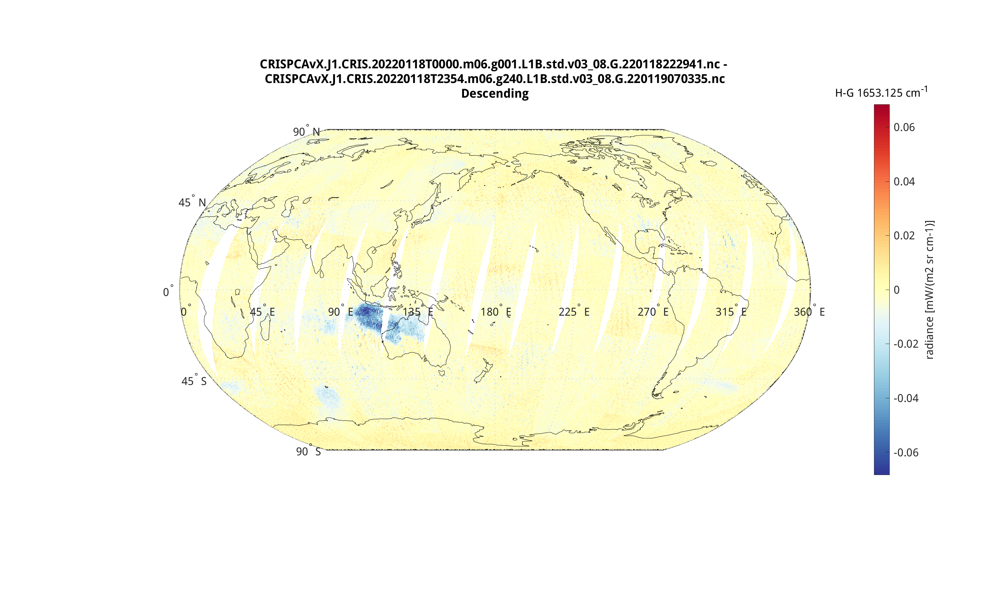 CRISPCAvX.J1.CRIS.20220118T0000.m06.g001.L1B.std.v03_08.G.220118222941.nc -
CRISPCAvX.J1.CRIS.20220118T2354.m06.g240.L1B.std.v03_08.G.220119070335.nc
Descending
H-G 1653.125 cm-1
90° N
45° N
0°
0° 45° E 90° E 135° E 180° E 225° E 270° E 315° E 360° E
45° S
90° S
0.06
0.04
0.02
0
-0.02
-0.04
-0.06
radiance [mW/(m2 sr cm-1)]